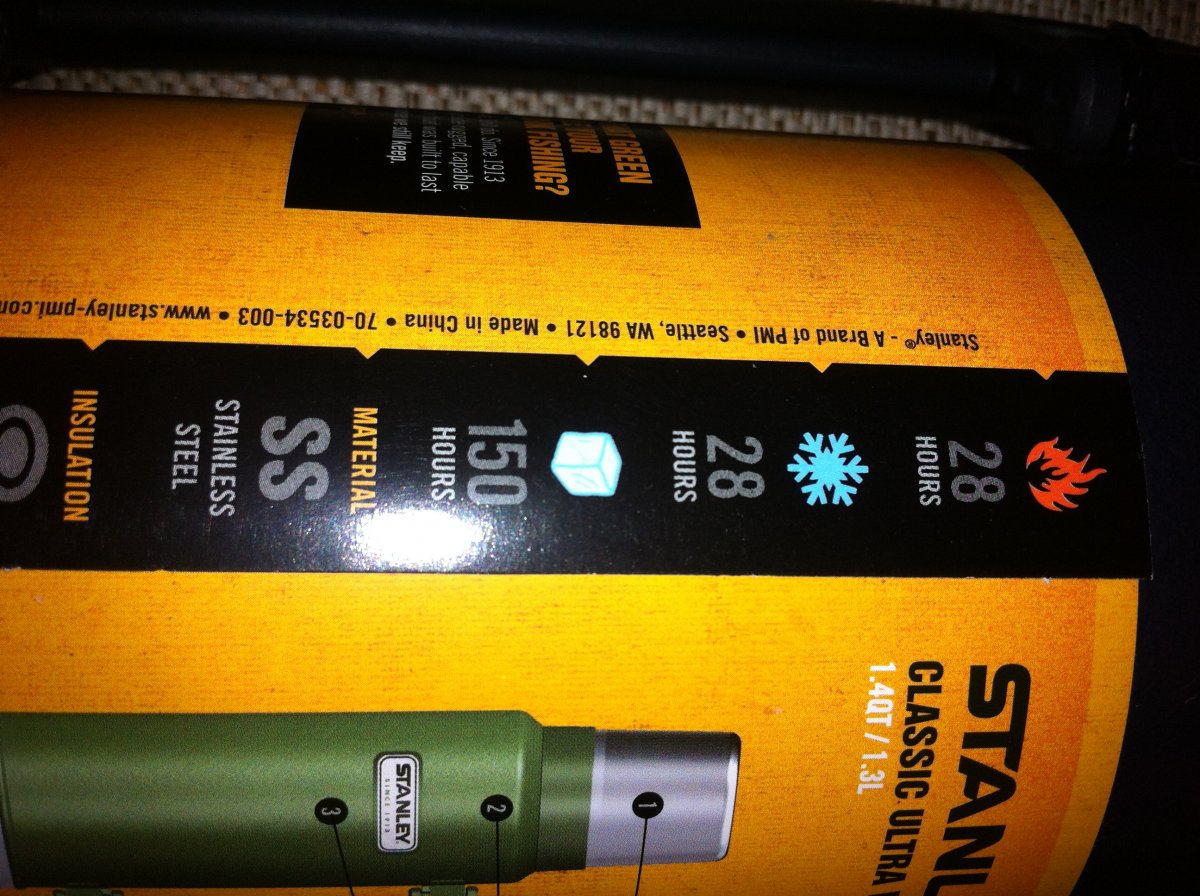 GREEN
FISHING?
Since 1913
capable
built to last
still keep.
Stanley® - A Brand of PMI • Seattle, WA 98121 • Made in China • 70-03534-003 • www.stanley-pmi.com
28
HOURS
28
HOURS
150
HOURS
MATERIAL
SS
STAINLESS
STEEL
INSULATION
STANL
CLASSIC ULTRA
1.4QT / 1.3L
1
2
STANLEY
SINCE 1913
3